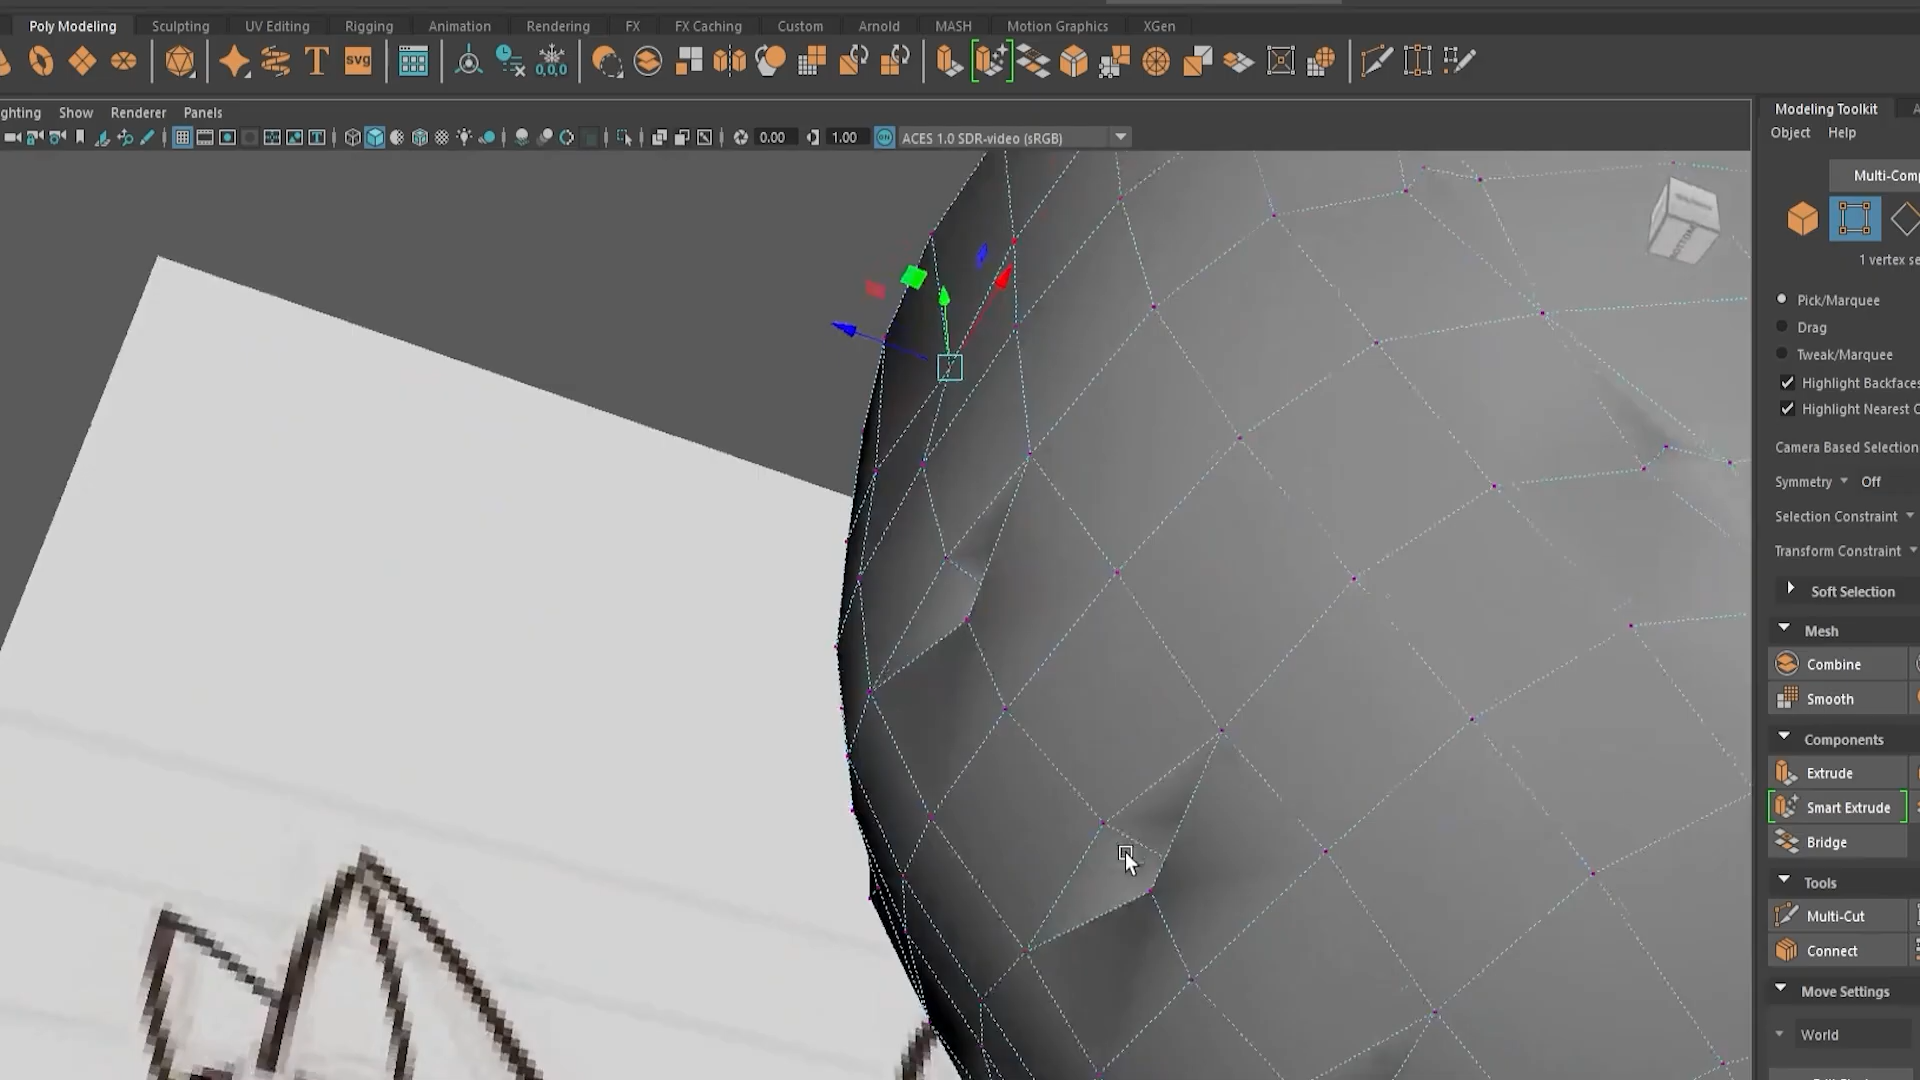 Poly Modeling Sculpting UV Editing Rigging Animation Rendering FX FX Caching Custom Arnold MASH Motion Graphics XGen
T svg 0,0,0
ghting Show Renderer Panels
0.00 1.00 ON ACES 1.0 SDR-video (sRGB)
BOTTOM
Modeling Toolkit
Object Help
Multi-Comp
1 vertex se
Pick/Marquee
Drag
Tweak/Marquee
Highlight Backfaces
Highlight Nearest C
Camera Based Selection
Symmetry Off
Selection Constraint
Transform Constraint
Soft Selection
Mesh
Combine
Smooth
Components
Extrude
Smart Extrude
Bridge
Tools
Multi-Cut
Connect
Move Settings
World